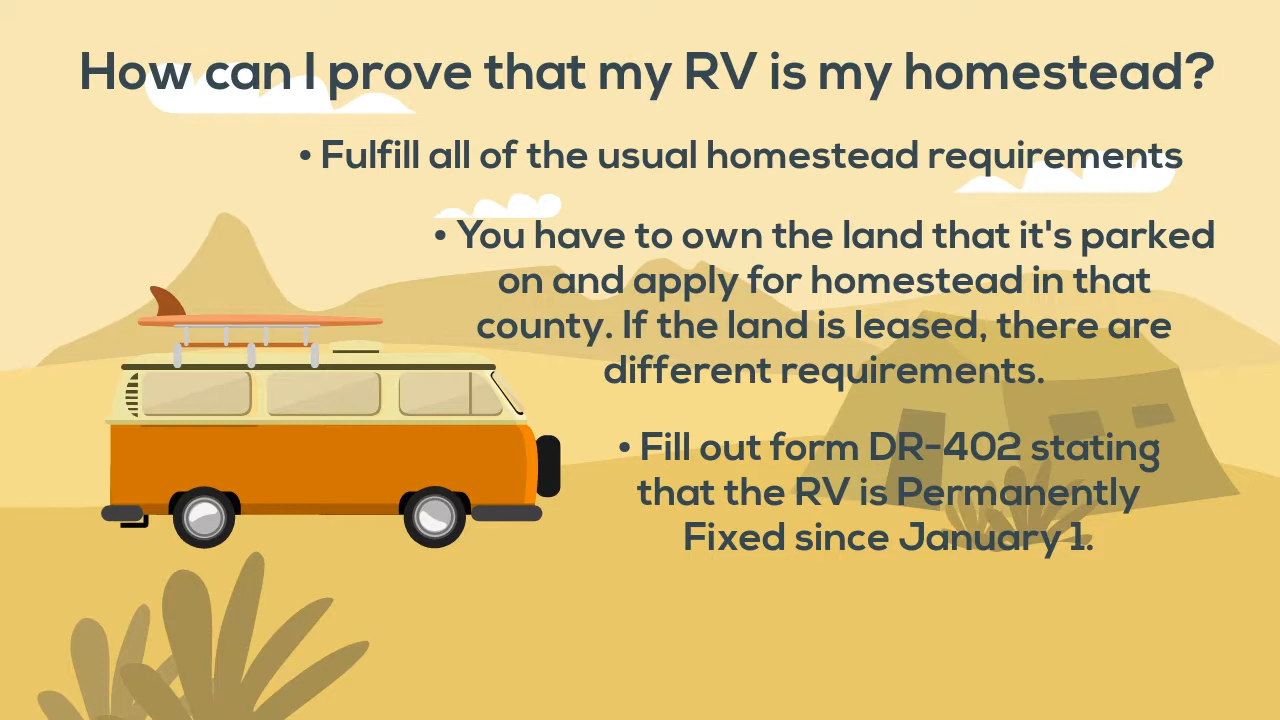 How can I prove that my RV is my homestead?
• Fulfill all of the usual homestead requirements
• You have to own the land that it's parked
on and apply for homestead in that
county. If the land is leased, there are
different requirements.
• Fill out form DR-402 stating
that the RV is Permanently
Fixed since January 1.